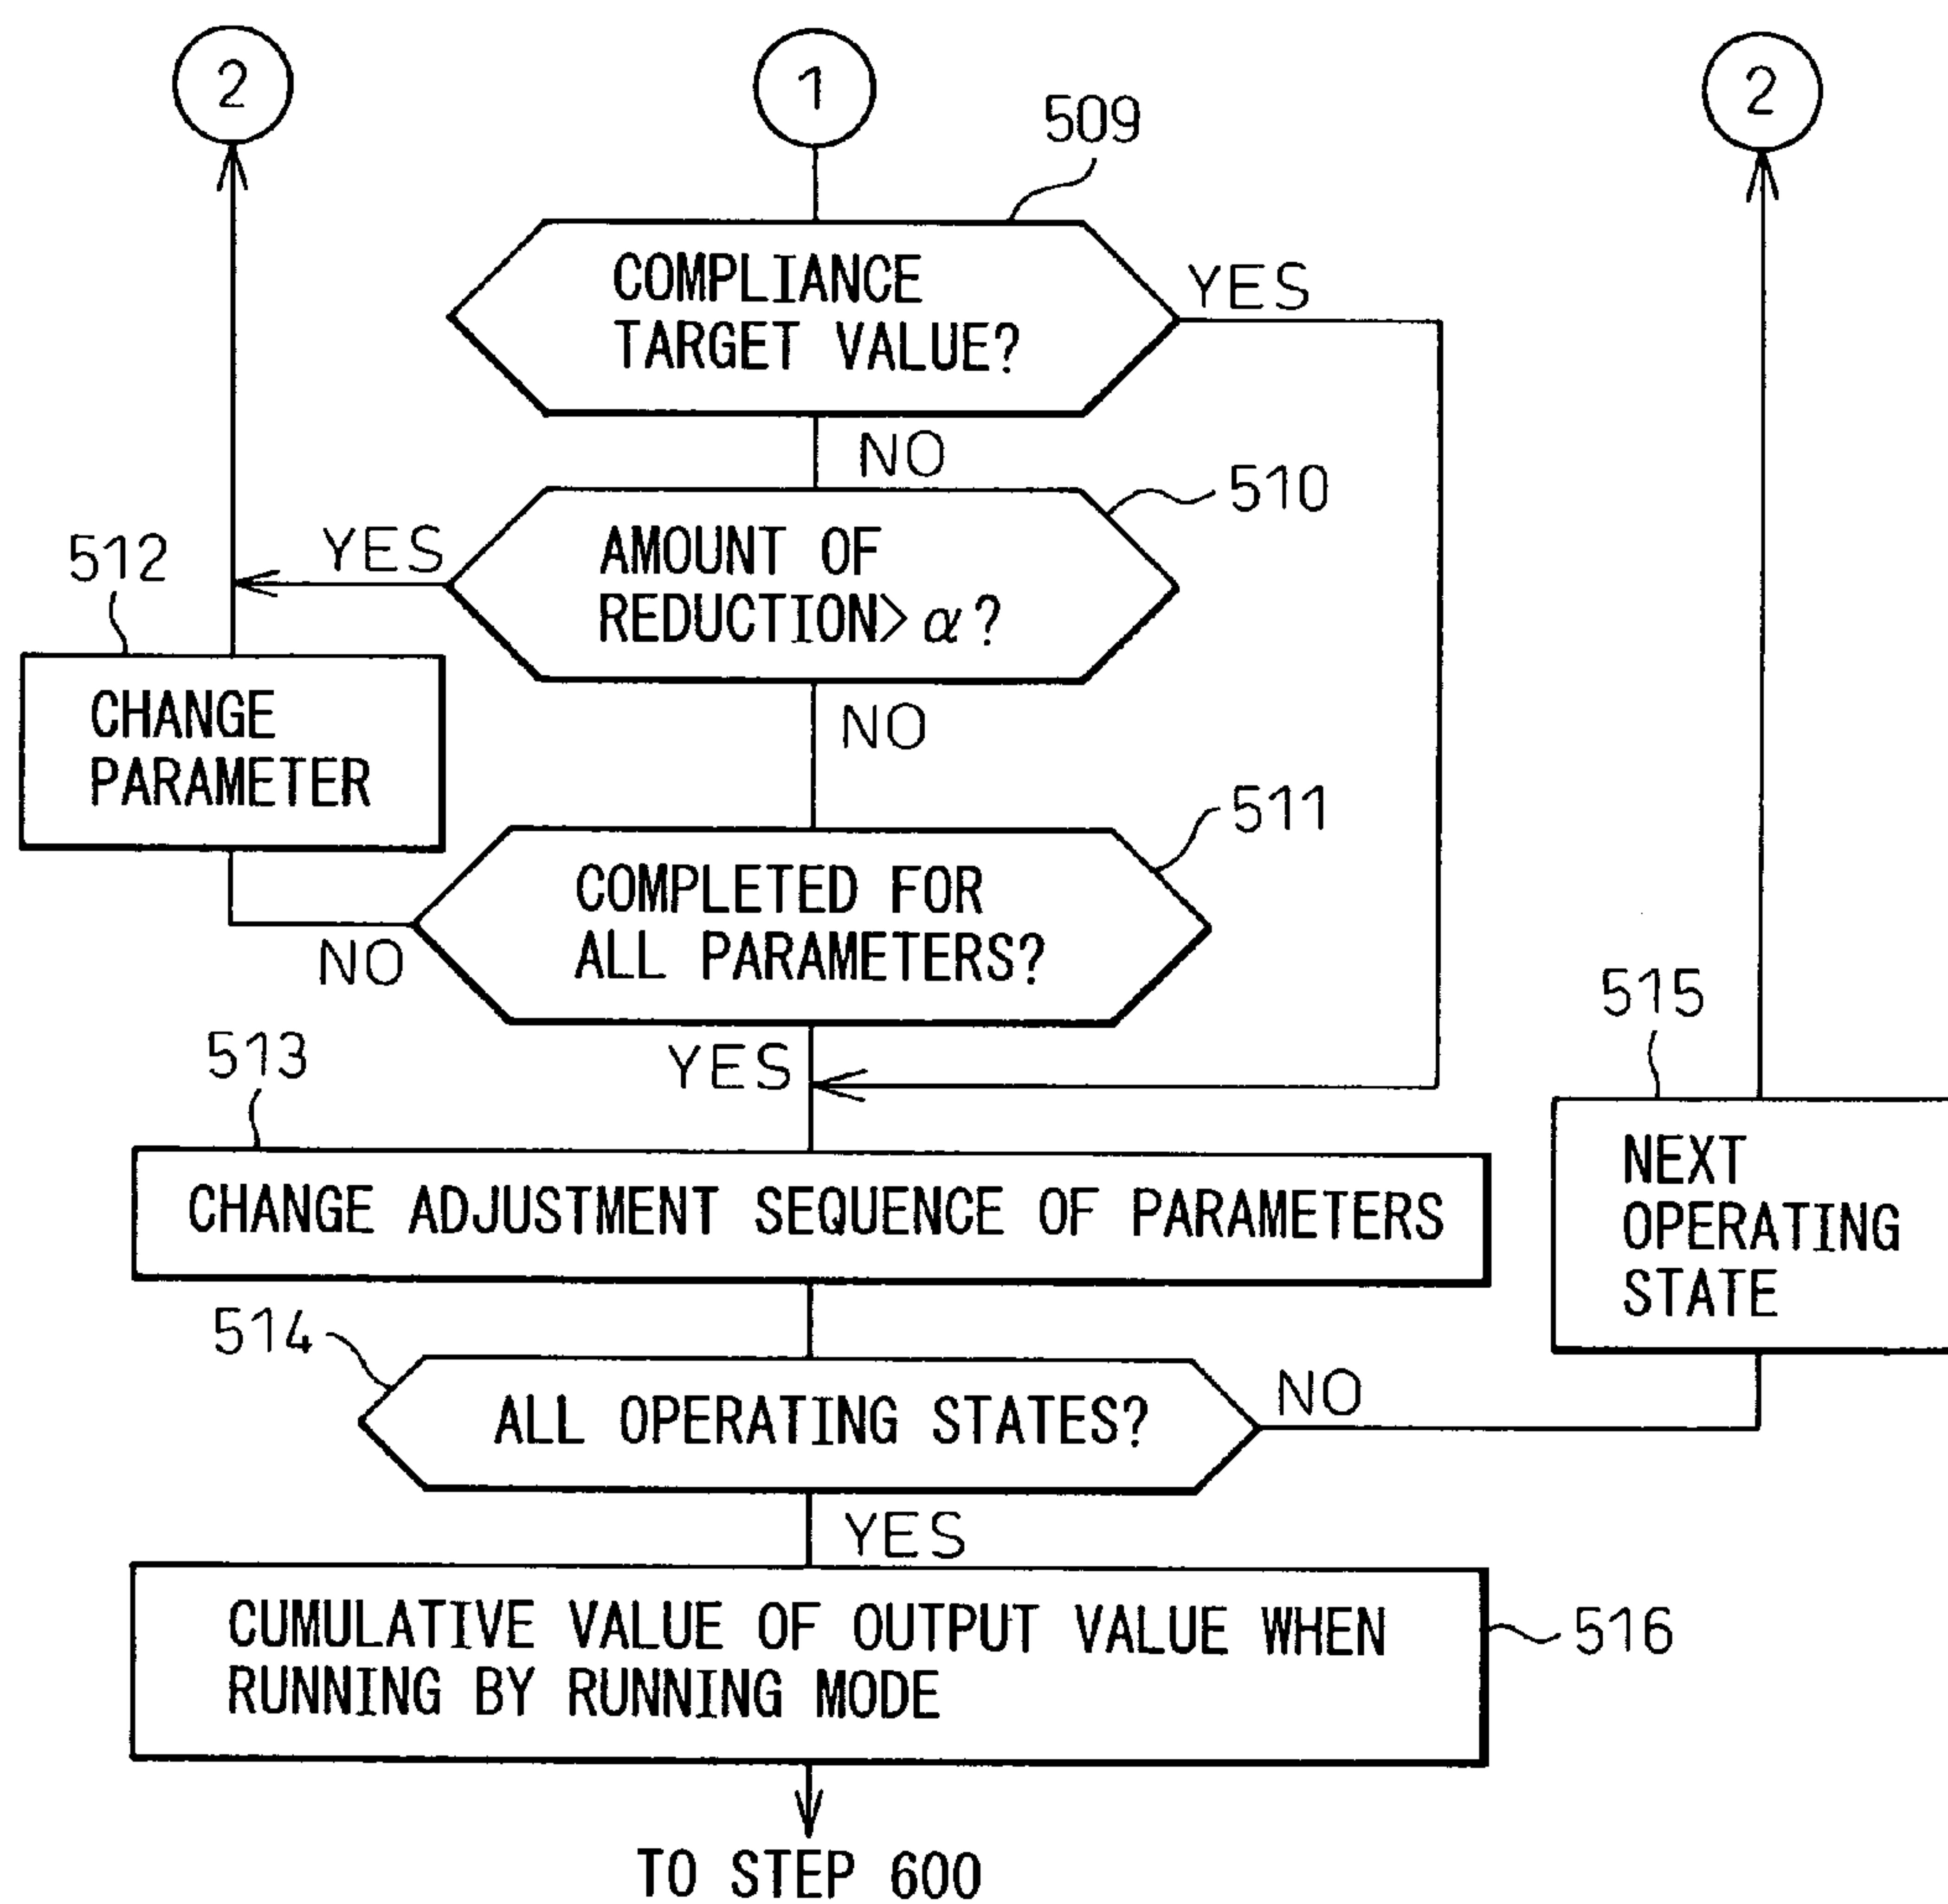 2
1
2
509
COMPLIANCE
TARGET VALUE?
YES
NO
510
AMOUNT OF
REDUCTION> α?
YES
512
CHANGE
PARAMETER
NO
511
COMPLETED FOR
ALL PARAMETERS?
NO
YES
513
CHANGE ADJUSTMENT SEQUENCE OF PARAMETERS
515
NEXT
OPERATING
STATE
514
ALL OPERATING STATES?
NO
YES
CUMULATIVE VALUE OF OUTPUT VALUE WHEN
RUNNING BY RUNNING MODE
516
TO STEP 600